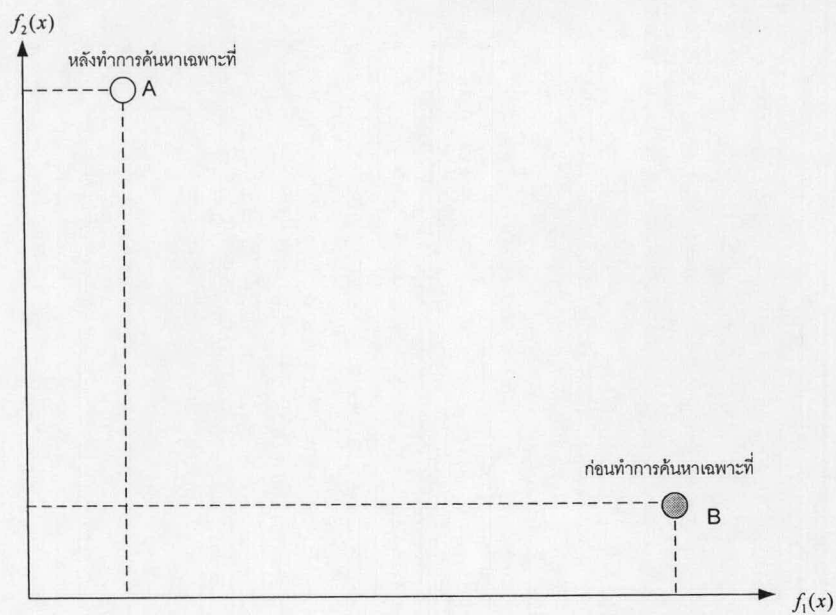 f₂(x)
หลังทำการค้นหาเฉพาะที่
A
ก่อนทำการค้นหาเฉพาะที่
B
f₁(x)